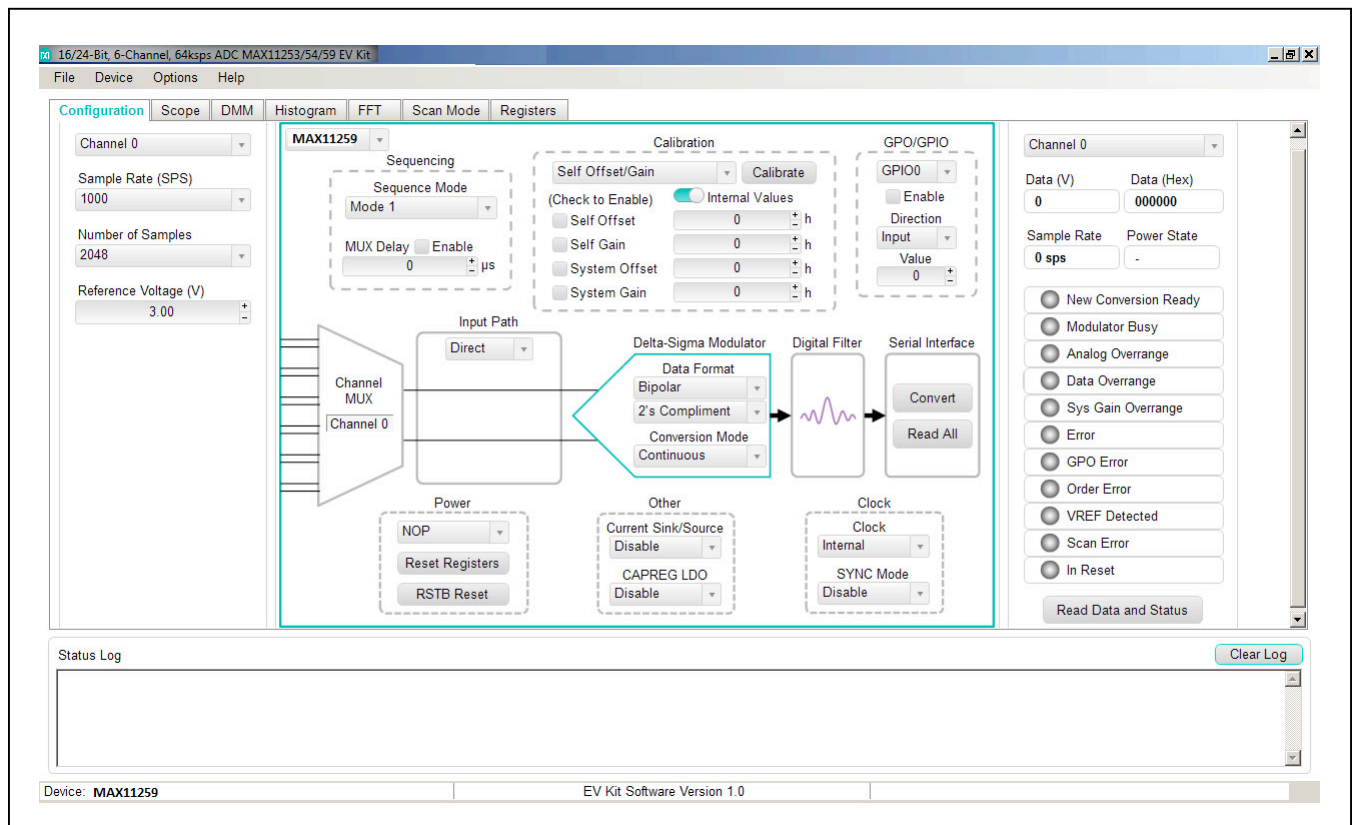 16/24-Bit, 6-Channel, 64ksps ADC MAX11253/54/59 EV Kit
File Device Options Help
Configuration Scope DMM Histogram FFT Scan Mode Registers
Channel 0
Sample Rate (SPS)
1000
Number of Samples
2048
Reference Voltage (V)
3.00
MAX11259
Sequencing
Sequence Mode
Mode 1
MUX Delay Enable
0 µs
Calibration
Self Offset/Gain Calibrate
(Check to Enable) Internal Values
Self Offset 0 h
Self Gain 0 h
System Offset 0 h
System Gain 0 h
GPO/GPIO
GPIO0
Enable
Direction
Input
Value
0
Channel MUX
Channel 0
Input Path
Direct
Delta-Sigma Modulator
Data Format
Bipolar
2's Compliment
Conversion Mode
Continuous
Digital Filter
Serial Interface
Convert
Read All
Power
NOP
Reset Registers
RSTB Reset
Other
Current Sink/Source
Disable
CAPREG LDO
Disable
Clock
Clock
Internal
SYNC Mode
Disable
Channel 0
Data (V) Data (Hex)
0 000000
Sample Rate Power State
0 sps -
New Conversion Ready
Modulator Busy
Analog Overrange
Data Overrange
Sys Gain Overrange
Error
GPO Error
Order Error
VREF Detected
Scan Error
In Reset
Read Data and Status
Status Log Clear Log
Device: MAX11259 EV Kit Software Version 1.0